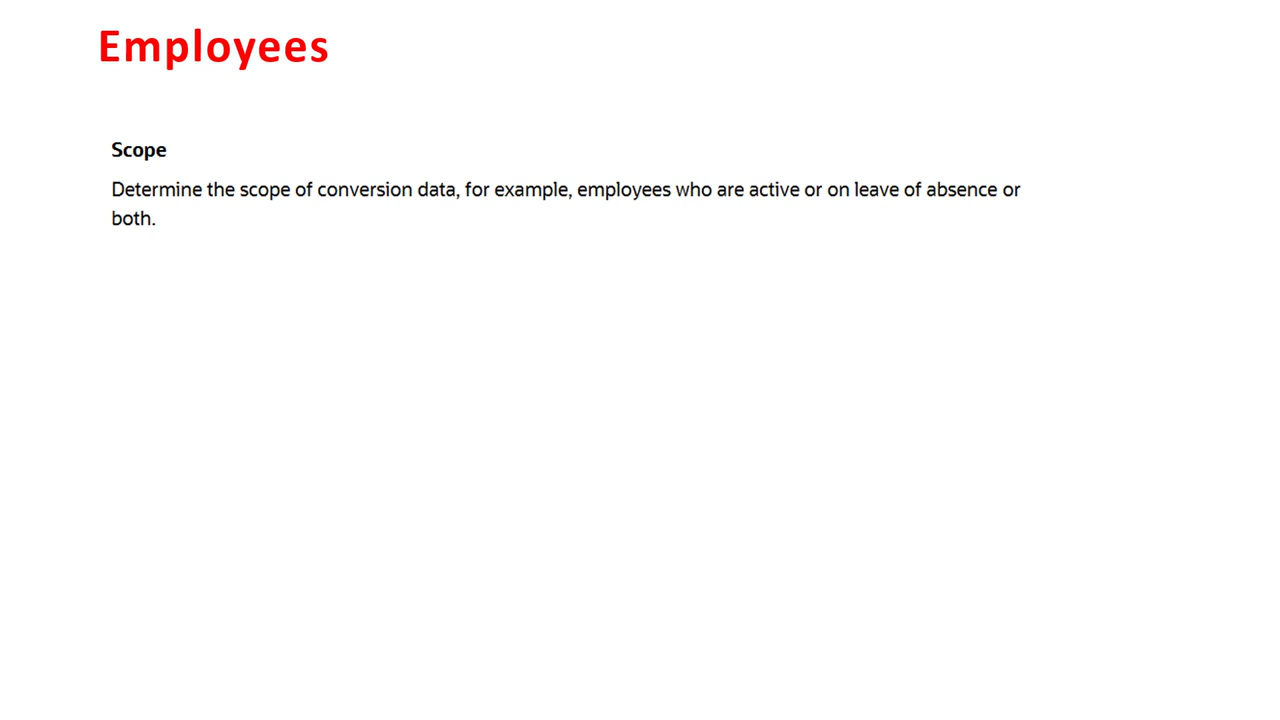 Employees
Scope
Determine the scope of conversion data, for example, employees who are active or on leave of absence or
both.